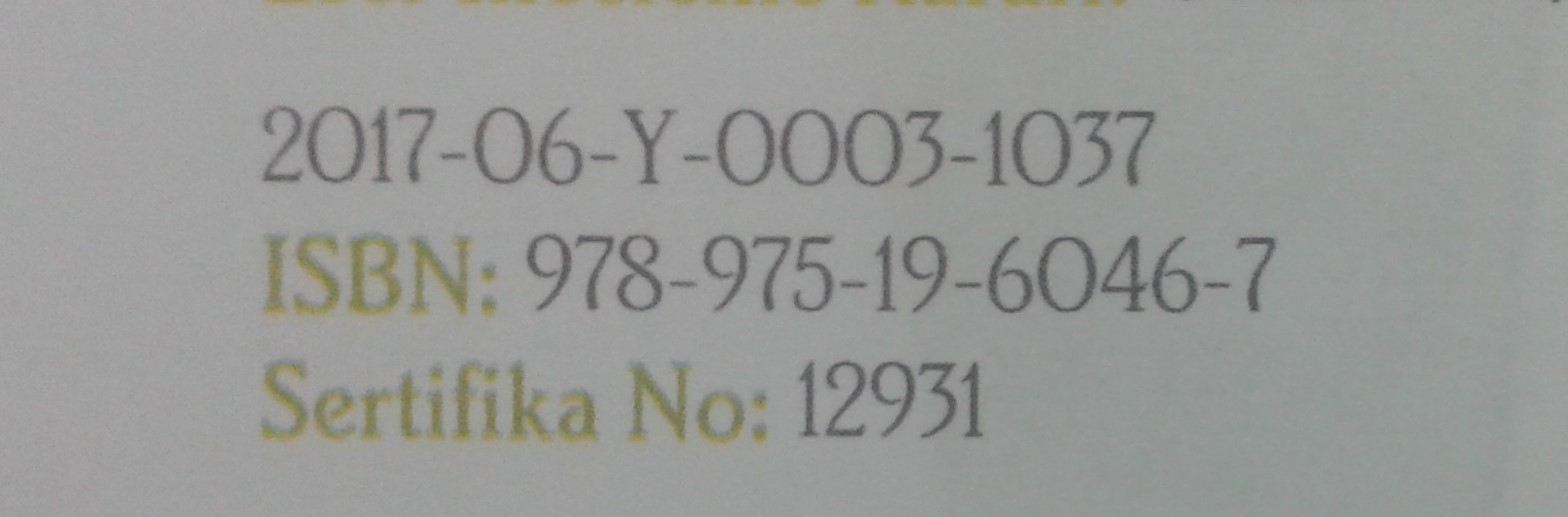 2017-06-Y-0003-1037
ISBN: 978-975-19-6046-7
Sertifika No: 12931